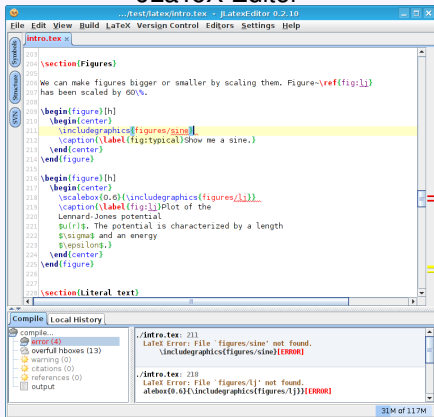 JLaTeX Editor
.../test/latex/intro.tex - JLatexEditor 0.2.10
File Edit View Build LaTeX Version Control Editors Settings Help
intro.tex
Symbols
Structure
SVN
203
204 \section{Figures}
205
206 We can make figures bigger or smaller by scaling them. Figure~\ref{fig:lj}
207 has been scaled by 60\%.
208
209 \begin{figure}[h]
210 \begin{center}
211 \includegraphics{figures/sine}
212 \caption{\label{fig:typical}Show me a sine.}
213 \end{center}
214 \end{figure}
215
216 \begin{figure}[h]
217 \begin{center}
218 \scalebox{0.6}{\includegraphics{figures/lj}}
219 \caption{\label{fig:lj}Plot of the
220 Lennard-Jones potential
221 $u(r)$. The potential is characterized by a length
222 $\sigma$ and an energy
223 $\epsilon$.}
224 \end{center}
225 \end{figure}
226
227
228 \section{Literal text}
Compile Local History
compile...
error (4)
overfull hboxes (13)
warning (0)
citations (0)
references (0)
output
./intro.tex: 211
LaTeX Error: File `figures/sine' not found.
\includegraphics{figures/sine}[ERROR]
./intro.tex: 218
LaTeX Error: File `figures/lj' not found.
alebox{0.6}{\includegraphics{figures/lj}}[ERROR]
31M of 117M